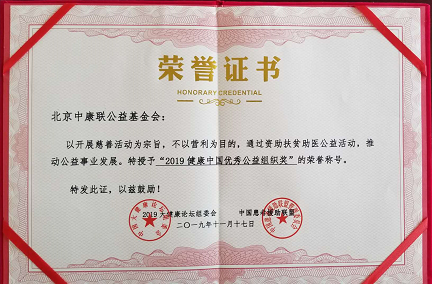 荣誉证书
HONORARY CREDENTIAL
北京中康联公益基金会：
以开展慈善活动为宗旨，不以营利为目的，通过资助扶贫助医公益活动，推
动公益事业发展。特授予“2019健康中国优秀公益组织奖”的荣誉称号。
特发此证，以兹鼓励！
2019大健康论坛组委会 中国患者援助联盟
二〇一九年十一月十七日